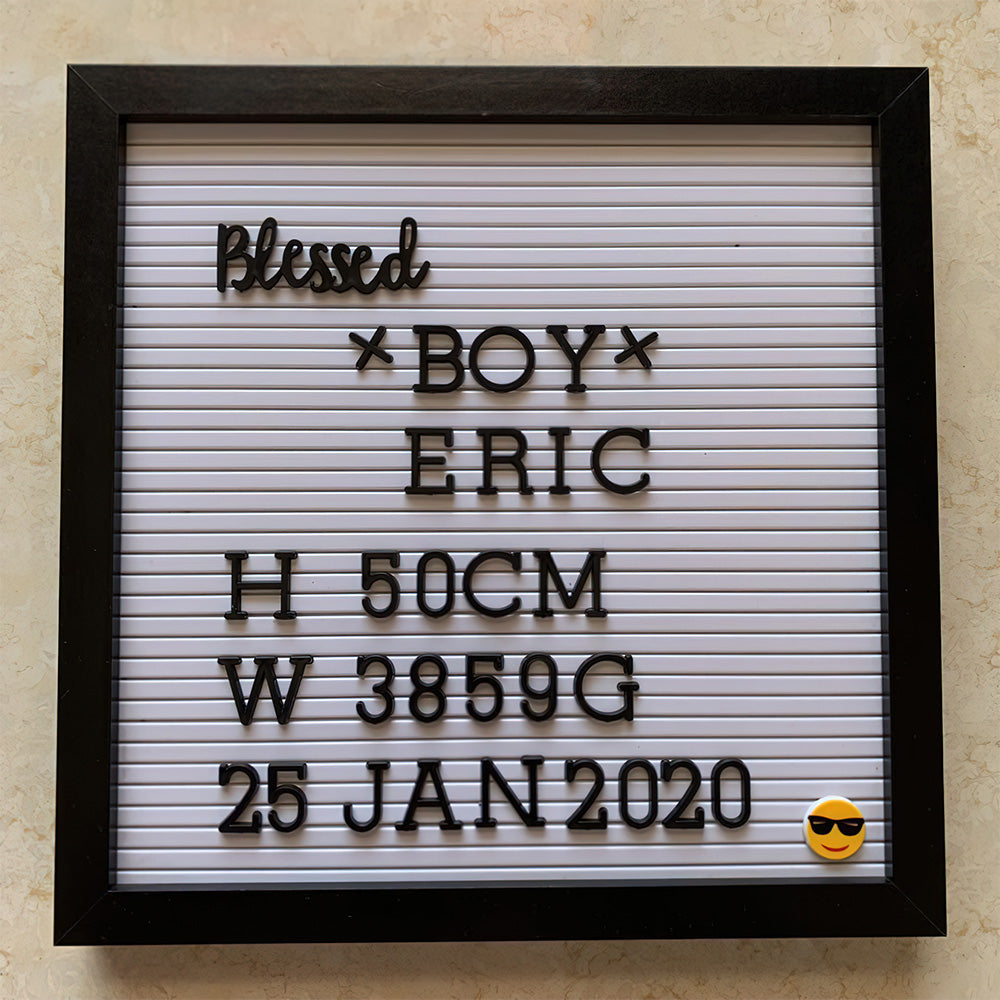 Blessed
×BOY×
ERIC
H 50CM
W 3859G
25 JAN 2020